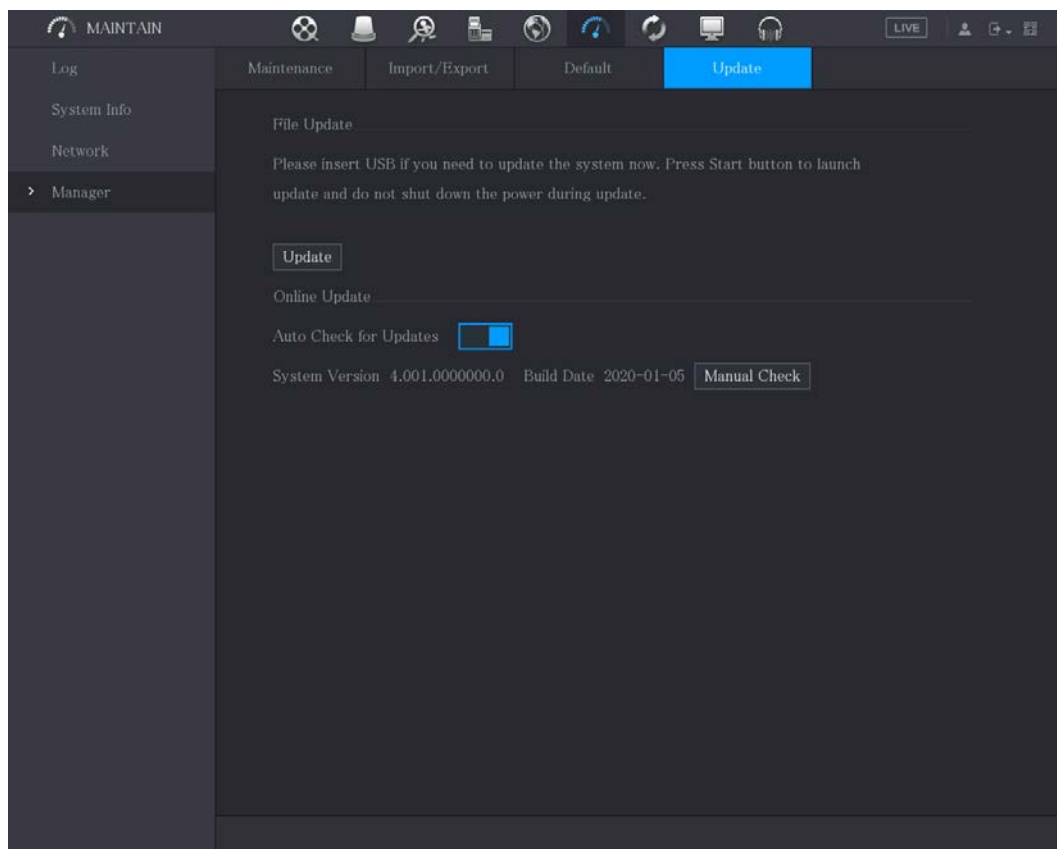 MAINTAIN
LIVE
Log
System Info
Network
Manager
Maintenance
Import/Export
Default
Update
File Update
Please insert USB if you need to update the system now. Press Start button to launch
update and do not shut down the power during update.
Update
Online Update
Auto Check for Updates
System Version 4.001.0000000.0 Build Date 2020-01-05 Manual Check